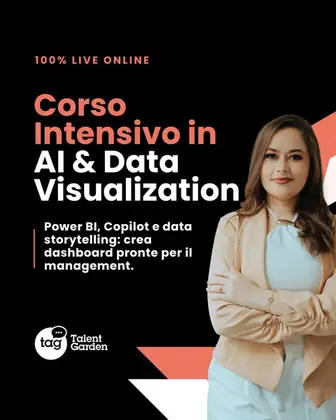 100% LIVE ONLINE
Corso
Intensivo in
AI & Data
Visualization
Power BI, Copilot e data
storytelling: crea
dashboard pronte per il
management.
tag
Talent
Garden